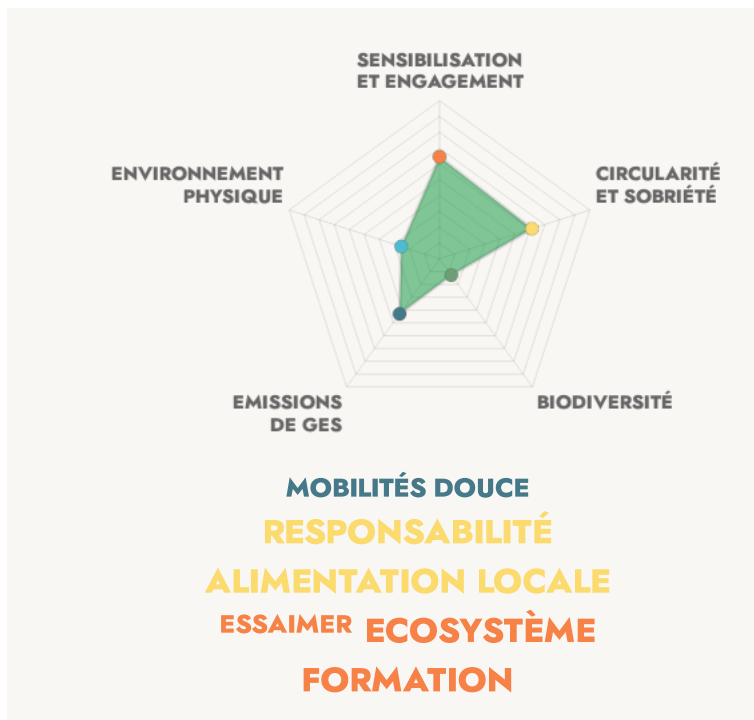 SENSIBILISATION
ET ENGAGEMENT
ENVIRONNEMENT
PHYSIQUE
CIRCULARITÉ
ET SOBRIÉTÉ
EMISSIONS
DE GES
BIODIVERSITÉ
MOBILITÉS DOUCE
RESPONSABILITÉ
ALIMENTATION LOCALE
ESSAIMER ECOSYSTÈME
FORMATION